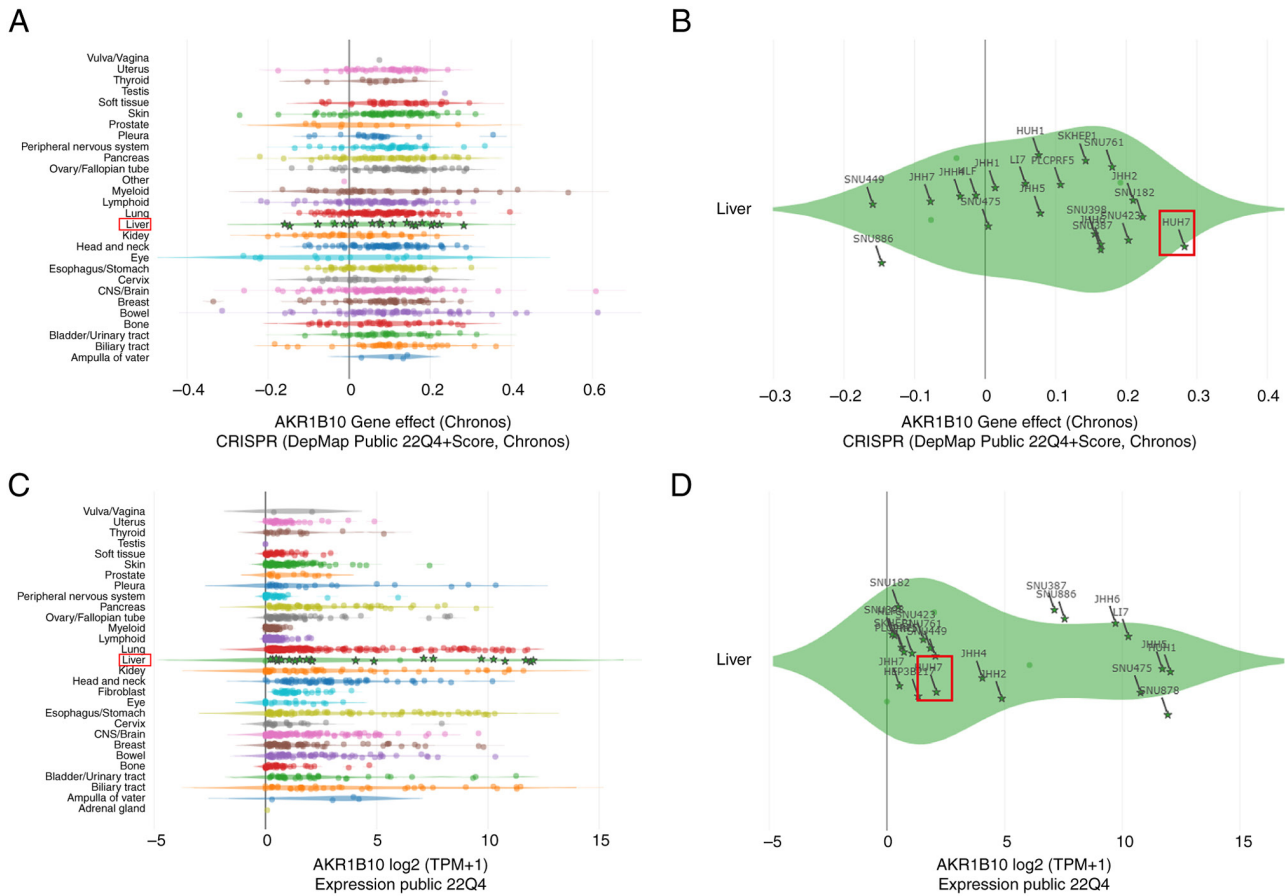 A
Vulva/Vagina
Uterus
Thyroid
Testis
Soft tissue
Skin
Prostate
Pleura
Peripheral nervous system
Pancreas
Ovary/Fallopian tube
Other
Myeloid
Lymphoid
Lung
Liver
Kidey
Head and neck
Eye
Esophagus/Stomach
Cervix
CNS/Brain
Breast
Bowel
Bone
Bladder/Urinary tract
Biliary tract
Ampulla of vater
−0.4 −0.2 0 0.2 0.4 0.6
AKR1B10 Gene effect (Chronos)
CRISPR (DepMap Public 22Q4+Score, Chronos)
B
HUH1
SKHEP1
SNU761
JHH1 LI7 PLCPRF5
SNU449 JHH7 JHH4 HLF JHH2
JHH5 SNU182
SNU475
SNU398
SNU423
SNU387
HUH7
SNU886
Liver
−0.3 −0.2 −0.1 0 0.1 0.2 0.3 0.4
AKR1B10 Gene effect (Chronos)
CRISPR (DepMap Public 22Q4+Score, Chronos)
C
Vulva/Vagina
Uterus
Thyroid
Testis
Soft tissue
Skin
Prostate
Pleura
Peripheral nervous system
Pancreas
Ovary/Fallopian tube
Myeloid
Lymphoid
Lung
Liver
Kidey
Head and neck
Fibroblast
Eye
Esophagus/Stomach
Cervix
CNS/Brain
Breast
Bowel
Bone
Bladder/Urinary tract
Biliary tract
Ampulla of vater
Adrenal gland
−5 0 5 10 15
AKR1B10 log2 (TPM+1)
Expression public 22Q4
D
SNU182
SNU387
SNU886
JHH6
LI7
SNU423
SNU761
SNU449
JHH5
HUH1
JHH4
JHH7
HEP3B217
HUH7
JHH2
SNU475
SNU878
Liver
−5 0 5 10 15
AKR1B10 log2 (TPM+1)
Expression public 22Q4